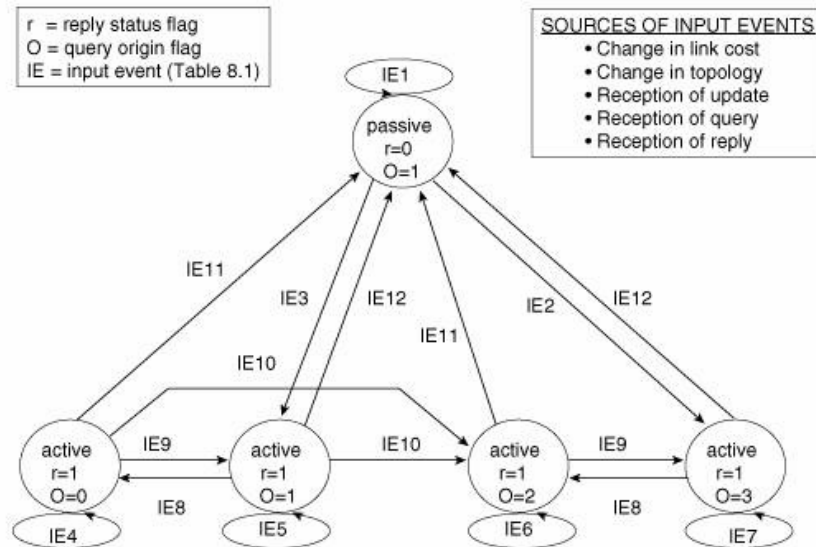 r = reply status flag
O = query origin flag
IE = input event (Table 8.1)
SOURCES OF INPUT EVENTS
• Change in link cost
• Change in topology
• Reception of update
• Reception of query
• Reception of reply
IE1
passive
r=0
O=1
IE11
IE3
IE12
IE11
IE2
IE12
IE10
active
r=1
O=0
IE9
IE8
active
r=1
O=1
IE10
active
r=1
O=2
IE9
IE8
active
r=1
O=3
IE4
IE5
IE6
IE7